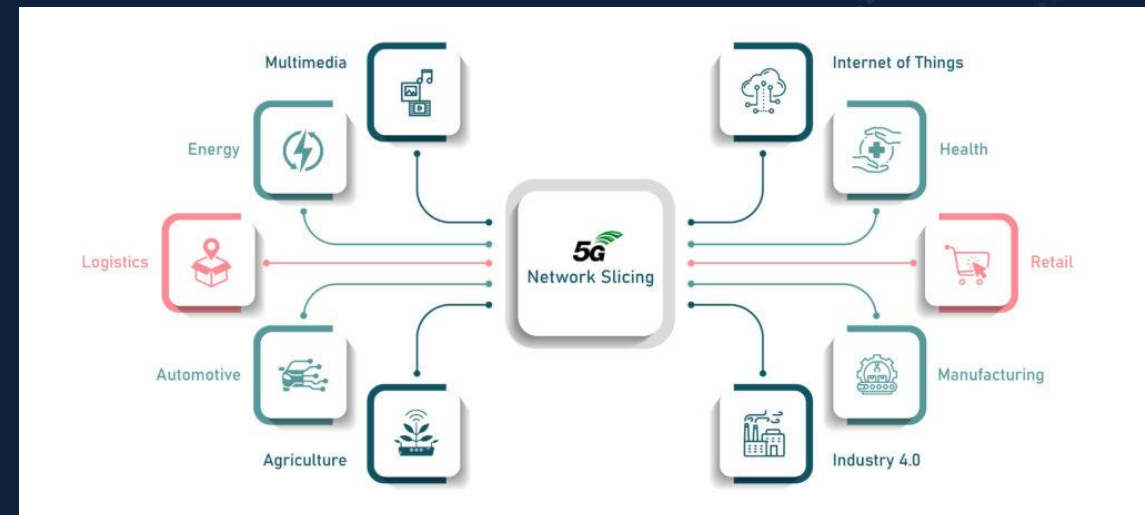 Multimedia
Internet of Things
Energy
Health
5G
Network Slicing
Logistics
Retail
Automotive
Manufacturing
Agriculture
Industry 4.0